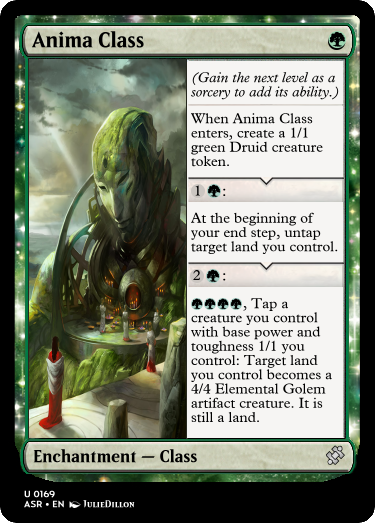 Anima Class
(Gain the next level as a
sorcery to add its ability.)
When Anima Class
enters, create a 1/1
green Druid creature
token.
1 :
At the beginning of
your end step, untap
target land you control.
2 :
, Tap a
creature you control
with base power and
toughness 1/1 you
control: Target land
you control becomes a
4/4 Elemental Golem
artifact creature. It is
still a land.
Enchantment — Class
U 0169
ASR • EN JulieDillon